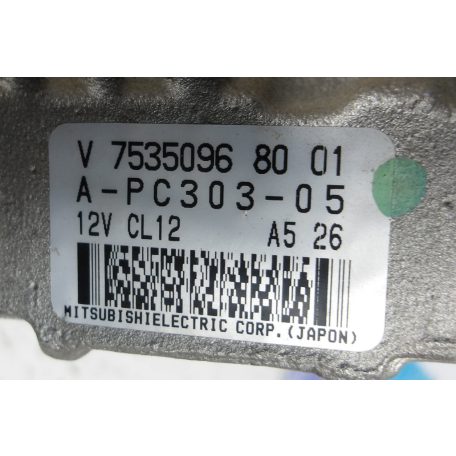 V 7535096 80 01
A-PC303-05
12V CL12 A5 26
MITSUBISHIELECTRIC CORP.(JAPON)